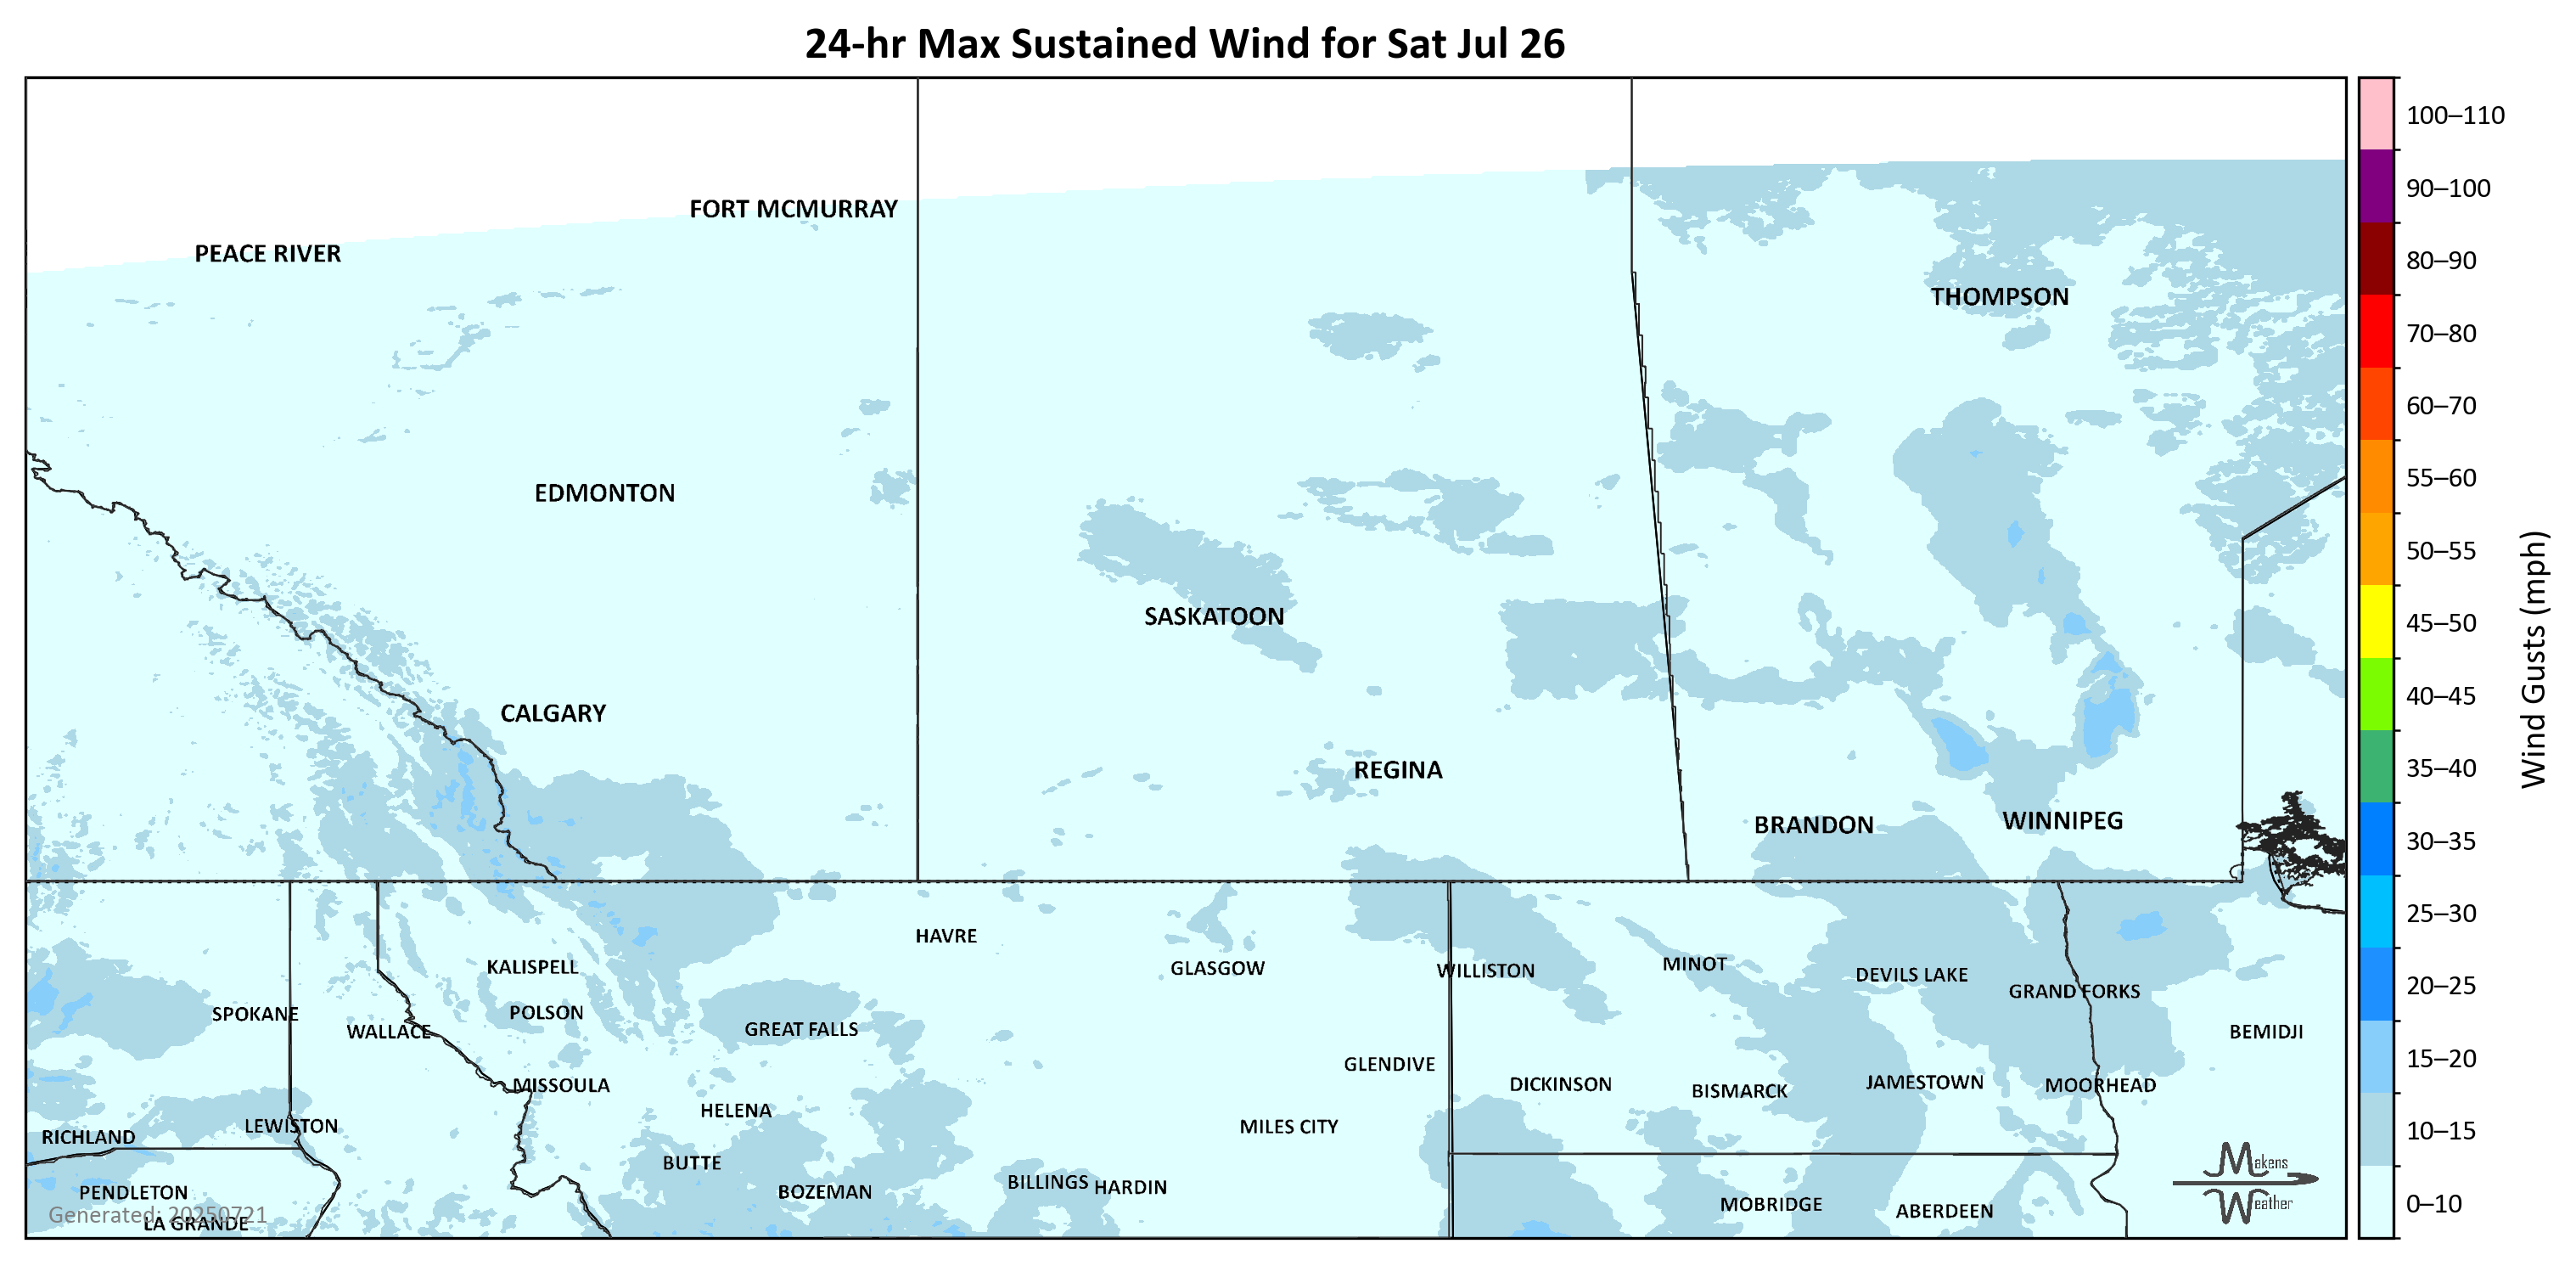 24-hr Max Sustained Wind for Sat Jul 26
100–110
FORT MCMURRAY
90–100
PEACE RIVER
80–90
THOMPSON
70–80
60–70
EDMONTON
55–60
50–55
SASKATOON
45–50
Wind Gusts (mph)
CALGARY
40–45
REGINA
35–40
BRANDON
WINNIPEG
30–35
HAVRE
25–30
KALISPELL
GLASGOW
WILLISTON
MINOT
DEVILS LAKE
GRAND FORKS
20–25
SPOKANE
POLSON
WALLACE
GREAT FALLS
BEMIDJI
GLENDIVE
15–20
MISSOULA
DICKINSON
BISMARCK
JAMESTOWN
MOORHEAD
HELENA
LEWISTON
MILES CITY
10–15
RICHLAND
BUTTE
Makens
Weather
PENDLETON
BOZEMAN
BILLINGS
HARDIN
MOBRIDGE
ABERDEEN
0–10
Generated: 20250721
LA GRANDE